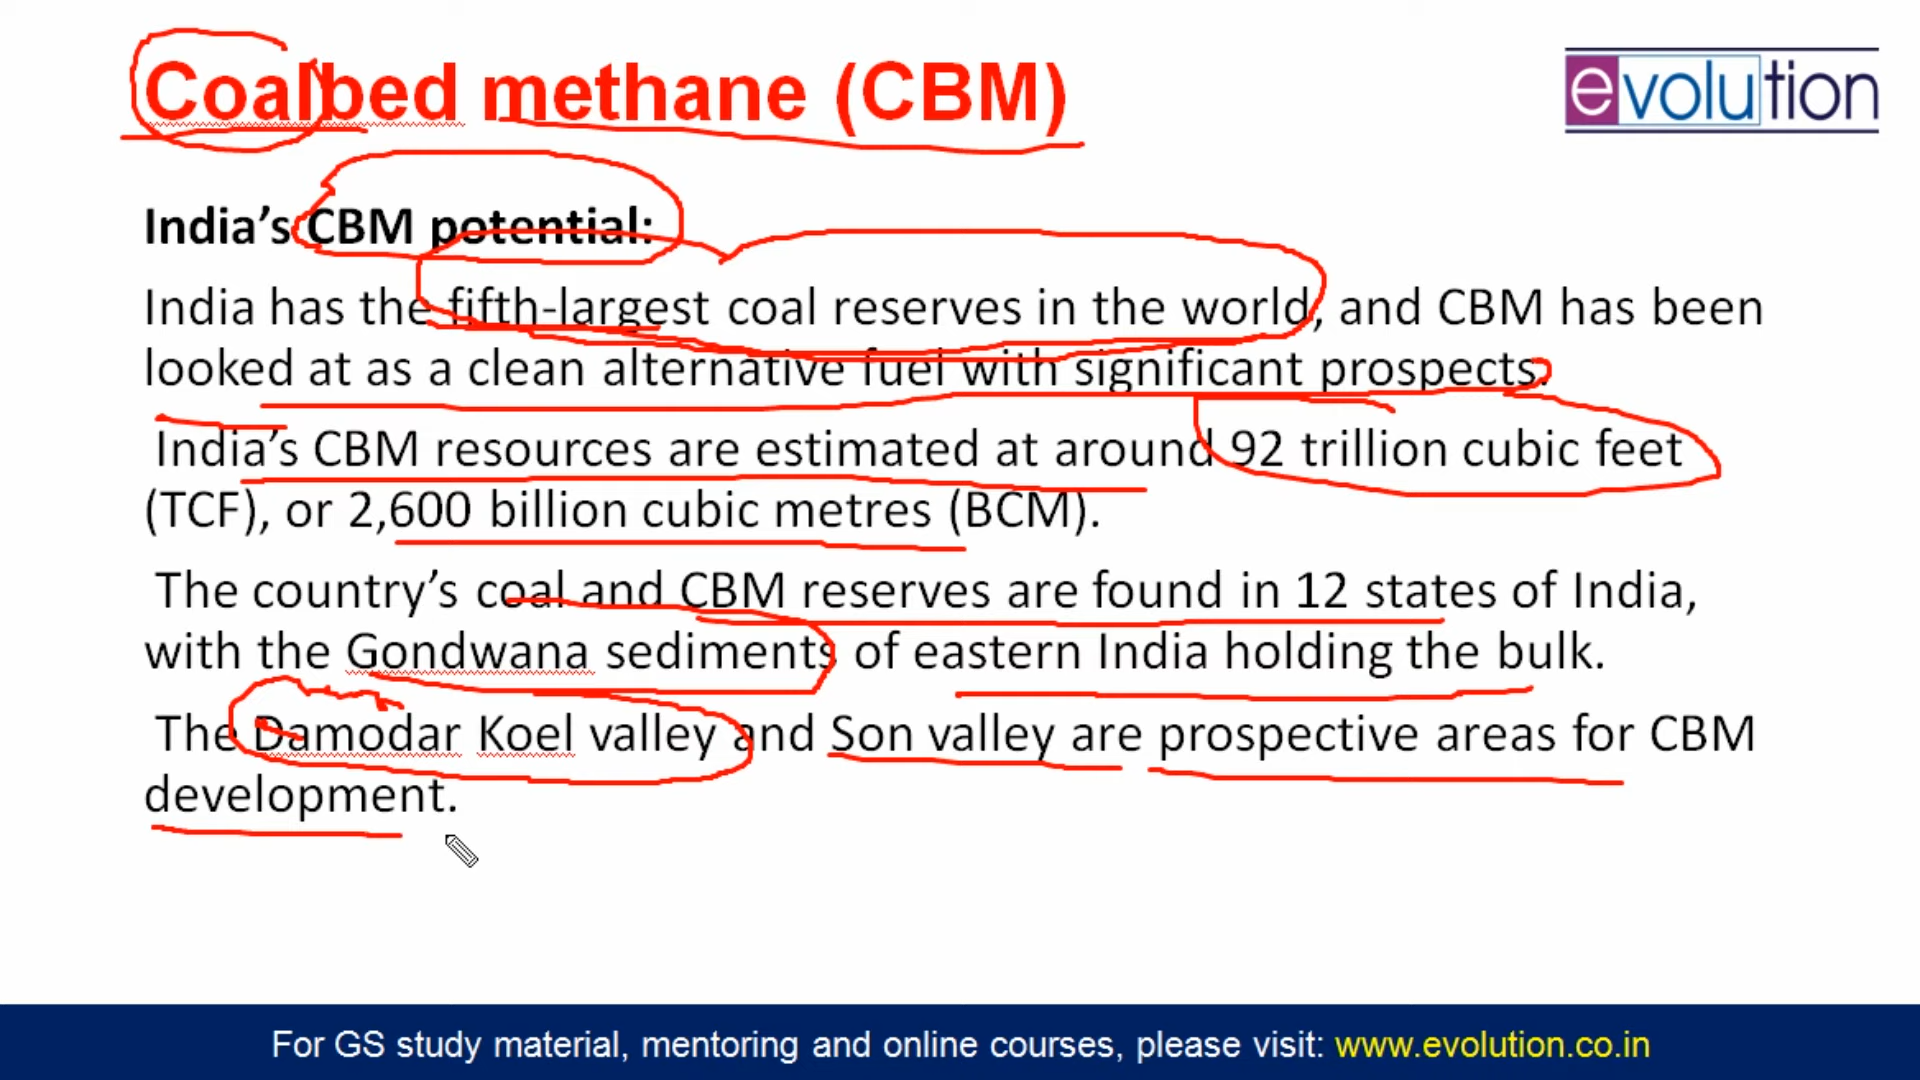 Coalbed methane (CBM)
evolution
India's CBM potential:
India has the fifth-largest coal reserves in the world, and CBM has been
looked at as a clean alternative fuel with significant prospects.
India's CBM resources are estimated at around 92 trillion cubic feet
(TCF), or 2,600 billion cubic metres (BCM).
The country's coal and CBM reserves are found in 12 states of India,
with the Gondwana sediments of eastern India holding the bulk.
The Damodar Koel valley and Son valley are prospective areas for CBM
development.
For GS study material, mentoring and online courses, please visit: www.evolution.co.in